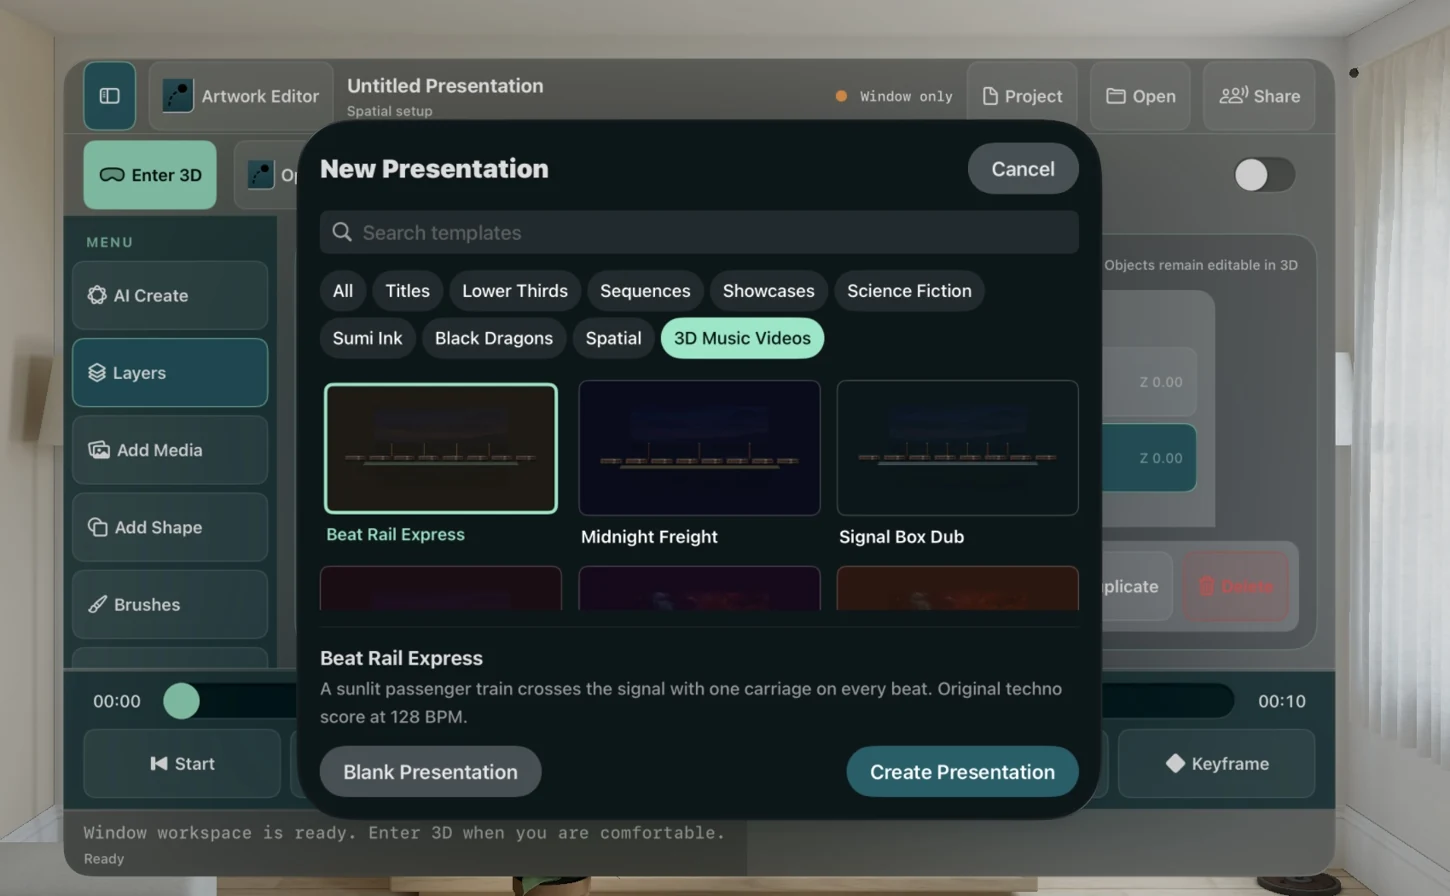 Artwork Editor
Untitled Presentation
Spatial setup
Window only
Project
Open
Share
Enter 3D
New Presentation
Cancel
Search templates
MENU
AI Create
Layers
Add Media
Add Shape
Brushes
All
Titles
Lower Thirds
Sequences
Showcases
Science Fiction
Sumi Ink
Black Dragons
Spatial
3D Music Videos
Objects remain editable in 3D
Z 0.00
Z 0.00
Beat Rail Express
Midnight Freight
Signal Box Dub
Delete
Beat Rail Express
A sunlit passenger train crosses the signal with one carriage on every beat. Original techno
score at 128 BPM.
00:00
00:10
Start
Blank Presentation
Create Presentation
Keyframe
Window workspace is ready. Enter 3D when you are comfortable.
Ready